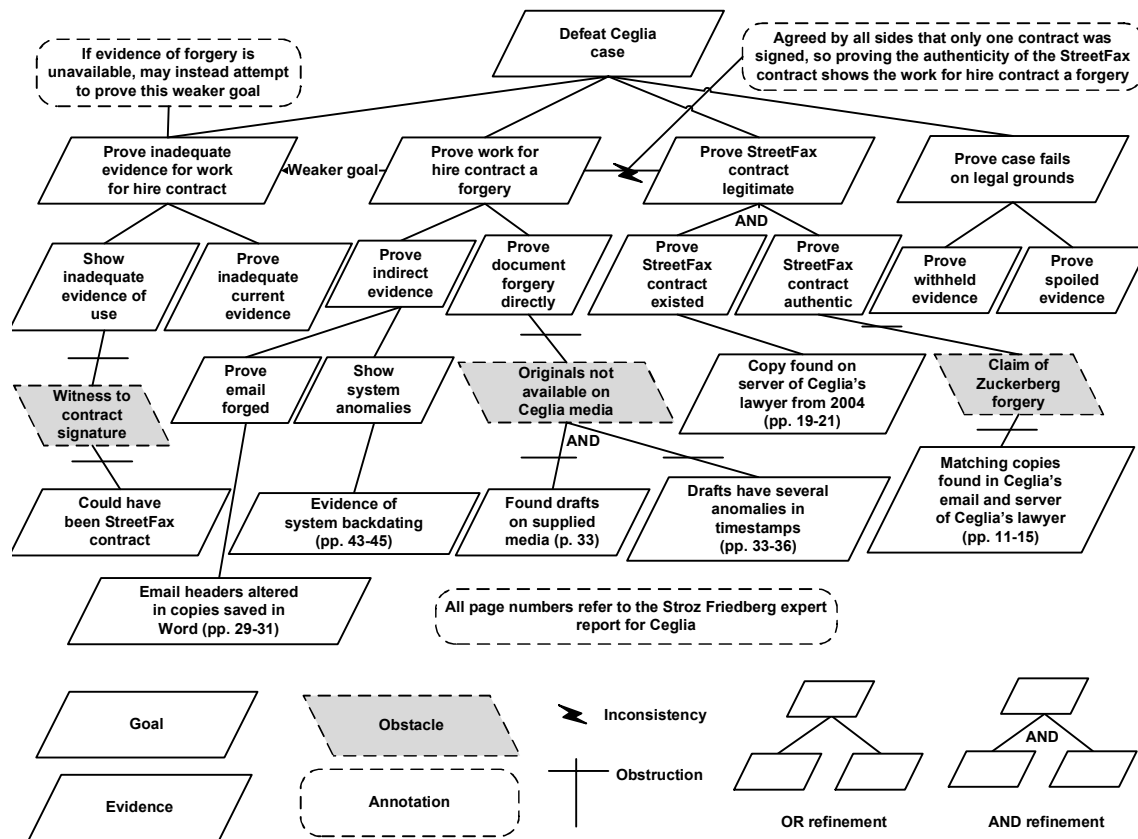 Defeat Ceglia
case
If evidence of forgery is
unavailable, may instead attempt
to prove this weaker goal
Agreed by all sides that only one contract was
signed, so proving the authenticity of the StreetFax
contract shows the work for hire contract a forgery
Prove inadequate
evidence for work
for hire contract
Weaker goal
Prove work for
hire contract a
forgery
Prove StreetFax
contract
legitimate
Prove case fails
on legal grounds
AND
Show
inadequate
evidence of
use
Prove
inadequate
current
evidence
Prove
indirect
evidence
Prove
document
forgery
directly
Prove
StreetFax
contract
existed
Prove
StreetFax
contract
authentic
Prove
withheld
evidence
Prove
spoiled
evidence
Witness to
contract
signature
Prove
email
forged
Show
system
anomalies
Originals not
available on
Ceglia media
Copy found on
server of Ceglia's
lawyer from 2004
(pp. 19-21)
Claim of
Zuckerberg
forgery
AND
Could have
been StreetFax
contract
Evidence of
system backdating
(pp. 43-45)
Found drafts
on supplied
media (p. 33)
Drafts have several
anomalies in
timestamps
(pp. 33-36)
Matching copies
found in Ceglia's
email and server
of Ceglia's lawyer
(pp. 11-15)
Email headers altered
in copies saved in
Word (pp. 29-31)
All page numbers refer to the Stroz Friedberg expert
report for Ceglia
Goal
Obstacle
Inconsistency
AND
Evidence
Annotation
Obstruction
OR refinement
AND refinement